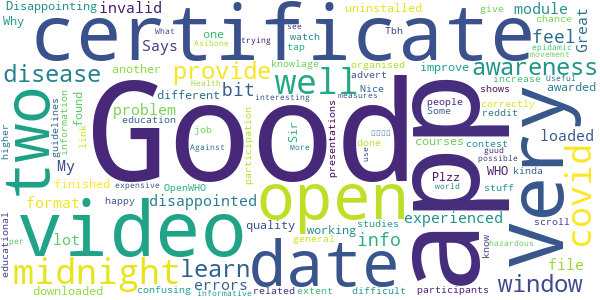 Disappointing
invalid
certificate
uninstalled
module
give
chance
Why
Says
one
watch
Tbh
feel
Great
What
see
Asibone
trying
tap
another
knowlage
organised
movement
epidamic
Useful
disease
provide
well
advert
improve
awareness
found
different
bit
Nice
increase
awarded
problem
Health
interesting
measures
people
shows
correctly
two
Good
app
very
link
information
education
job
Against
Some
reddit
loaded
guidelines
My
participation
Sir
More
presentations
done
use
courses
contest
covid
higher
finished
OpenWHO
open
guud
possible
format
happy
expensive
Plzz
WHO
kinda
disappointed
world
stuff
experienced
video
date
quality
working
info
educational
lot
general
studies
know
hazardous
scroll
midnight
learn
file
window
errors
per
downloaded
confusing
informative
related
extent
difficult
participants